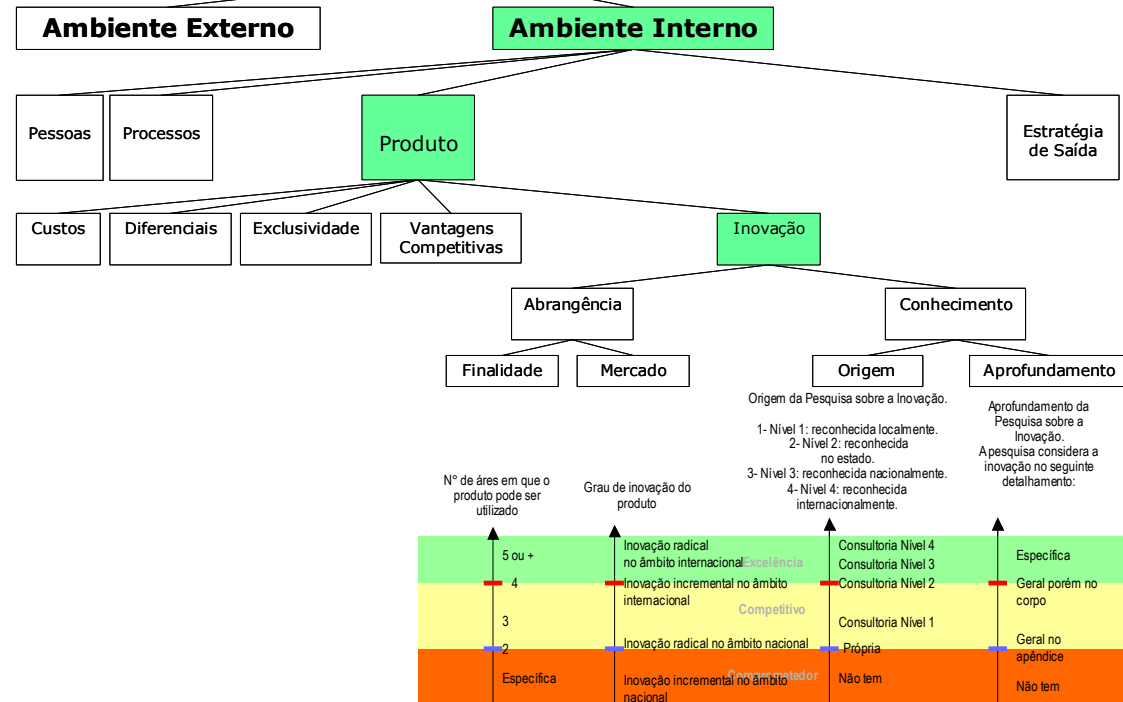 Ambiente Externo
Ambiente Interno
Pessoas
Processos
Produto
Estratégia
de Saída
Custos
Diferenciais
Exclusividade
Vantagens
Competitivas
Inovação
Abrangência
Conhecimento
Finalidade
Mercado
Origem
Aprofundamento
N° de áres em que o
produto pode ser
utilizado
Grau de inovação do
produto
Origem da Pesquisa sobre a Inovação.
1- Nível 1: reconhecida localmente.
2- Nível 2: reconhecida
no estado.
3- Nível 3: reconhecida nacionalmente.
4- Nível 4: reconhecida
internacionalmente.
Aprofundamento da
Pesquisa sobre a
Inovação.
A pesquisa considera a
inovação no seguinte
detalhamento:
5 ou +
4
3
2
Específica
Inovação radical
no âmbito internacional
Inovação incremental no âmbito
internacional
Inovação radical no âmbito nacional
Inovação incremental no âmbito
nacional
Excelência
Competitivo
Comprometedor
Consultoria Nível 4
Consultoria Nível 3
Consultoria Nível 2
Consultoria Nível 1
Própria
Não tem
Específica
Geral porém no
corpo
Geral no
apêndice
Não tem